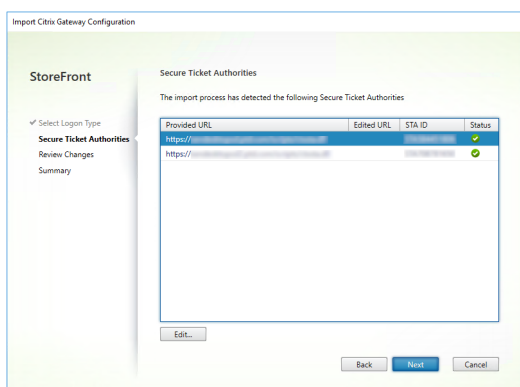 Import Citrix Gateway Configuration
StoreFront
Select Logon Type
Secure Ticket Authorities
Review Changes
Summary
Secure Ticket Authorities
The import process has detected the following Secure Ticket Authorities
Provided URL Edited URL STA ID Status
https://
https://
Edit...
Back Next Cancel